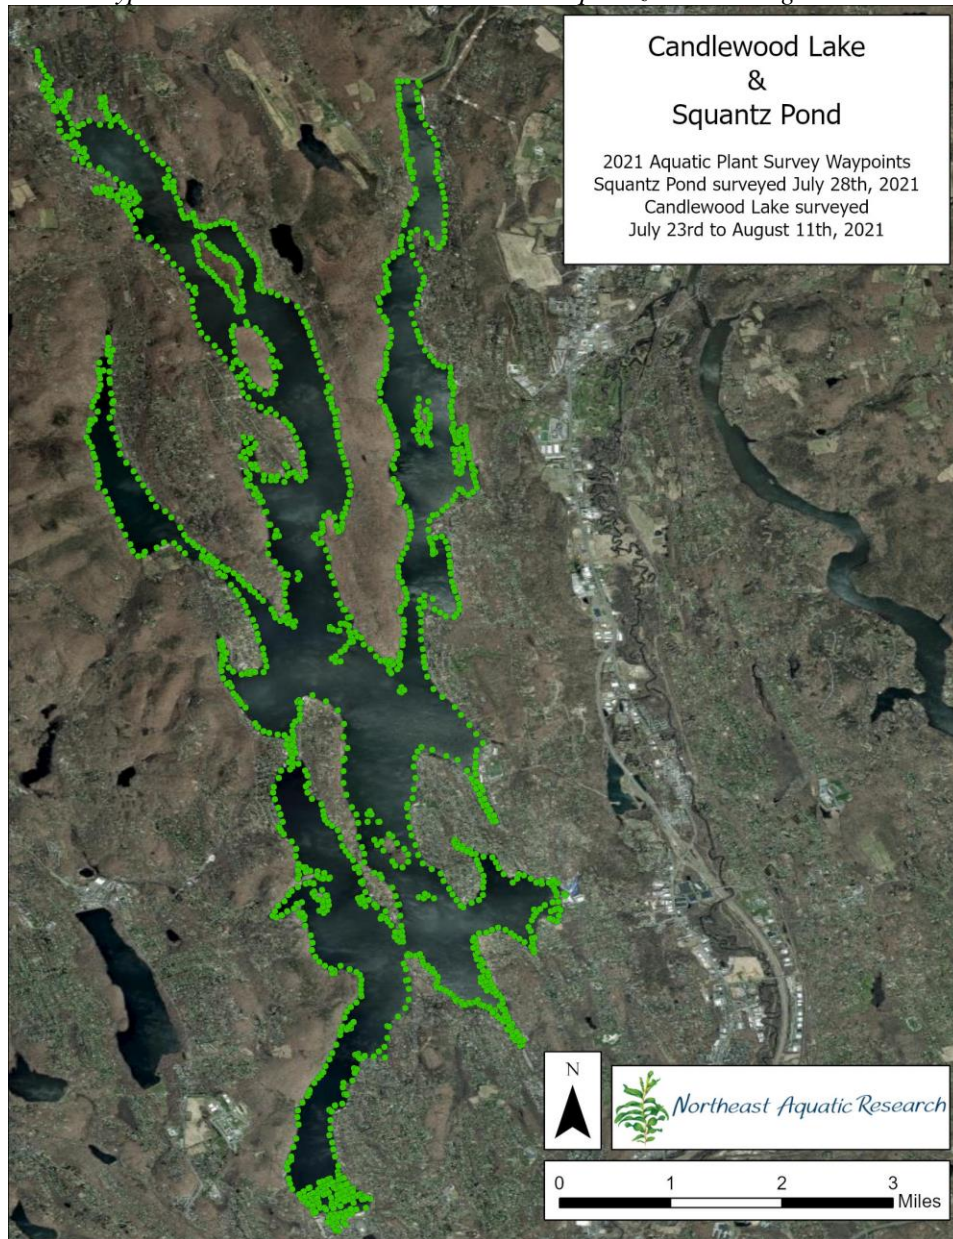 Candlewood Lake
&
Squantz Pond
2021 Aquatic Plant Survey Waypoints
Squantz Pond surveyed July 28th, 2021
Candlewood Lake surveyed
July 23rd to August 11th, 2021
N
Northeast Aquatic Research
0 1 2 3
Miles